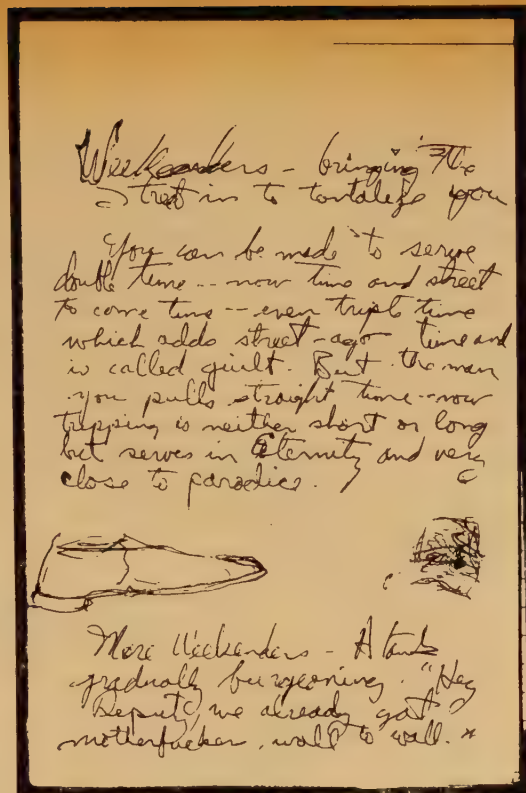 Weekenders - bringing the
Street in to tantalize you
You can be made to serve
double time -- now time and street
to come time -- even triple time
which adds street-ago time and
is called guilt. But the man
you pulls straight time -- now
tripping is neither short or long
but serves in Eternity and very
close to paradise.
More Weekenders - A tank
gradually burgeoning. "Hey
Deputy, we already got
motherfucker, wall to wall."